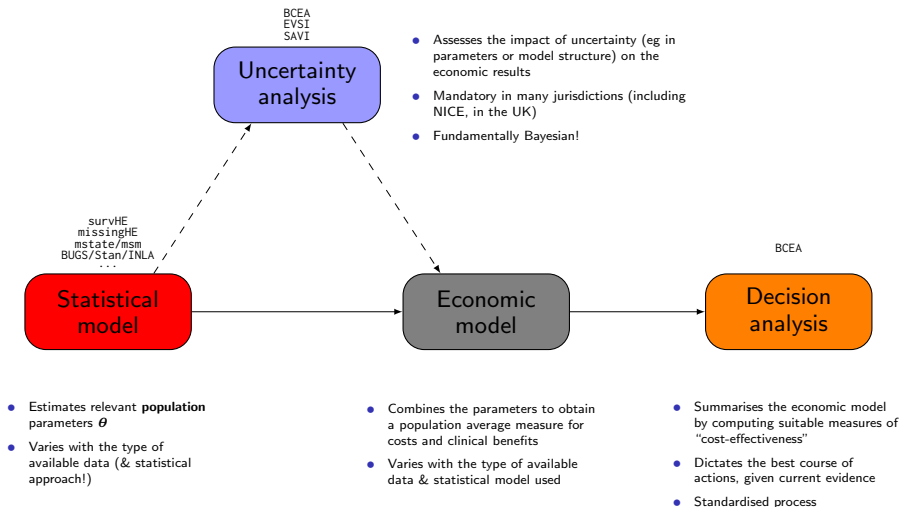 BCEA
EVSI
SAVI
Uncertainty
analysis
• Assesses the impact of uncertainty (eg in
parameters or model structure) on the
economic results
• Mandatory in many jurisdictions (including
NICE, in the UK)
• Fundamentally Bayesian!
survHE
missingHE
mstate/msm
BUGS/Stan/INLA
...
Statistical
model
Economic
model
BCEA
Decision
analysis
• Estimates relevant population
parameters θ
• Varies with the type of
available data (& statistical
approach!)
• Combines the parameters to obtain
a population average measure for
costs and clinical benefits
• Varies with the type of available
data & statistical model used
• Summarises the economic model
by computing suitable measures of
“cost-effectiveness”
• Dictates the best course of
actions, given current evidence
• Standardised process